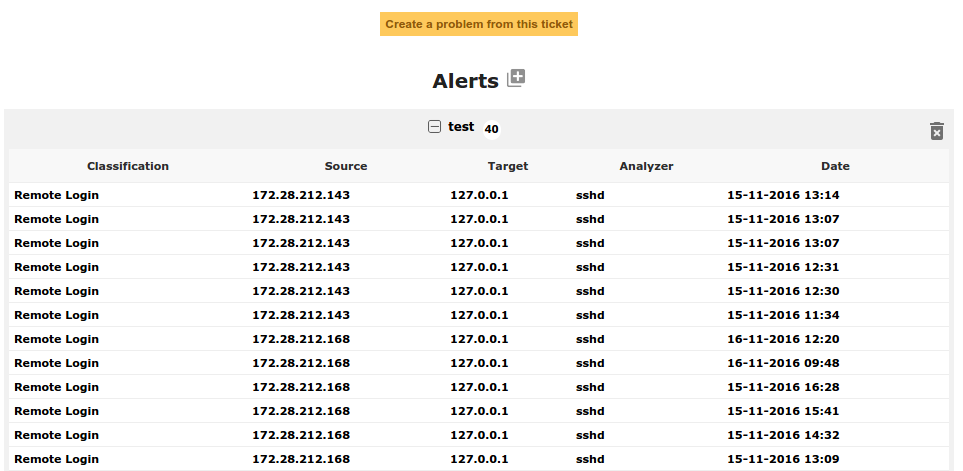 Create a problem from this ticket
Alerts
test 40
Classification Source Target Analyzer Date
Remote Login 172.28.212.143 127.0.0.1 sshd 15-11-2016 13:14
Remote Login 172.28.212.143 127.0.0.1 sshd 15-11-2016 13:07
Remote Login 172.28.212.143 127.0.0.1 sshd 15-11-2016 13:07
Remote Login 172.28.212.143 127.0.0.1 sshd 15-11-2016 12:31
Remote Login 172.28.212.143 127.0.0.1 sshd 15-11-2016 12:30
Remote Login 172.28.212.143 127.0.0.1 sshd 15-11-2016 11:34
Remote Login 172.28.212.168 127.0.0.1 sshd 16-11-2016 12:20
Remote Login 172.28.212.168 127.0.0.1 sshd 16-11-2016 09:48
Remote Login 172.28.212.168 127.0.0.1 sshd 15-11-2016 16:28
Remote Login 172.28.212.168 127.0.0.1 sshd 15-11-2016 15:41
Remote Login 172.28.212.168 127.0.0.1 sshd 15-11-2016 14:32
Remote Login 172.28.212.168 127.0.0.1 sshd 15-11-2016 13:09